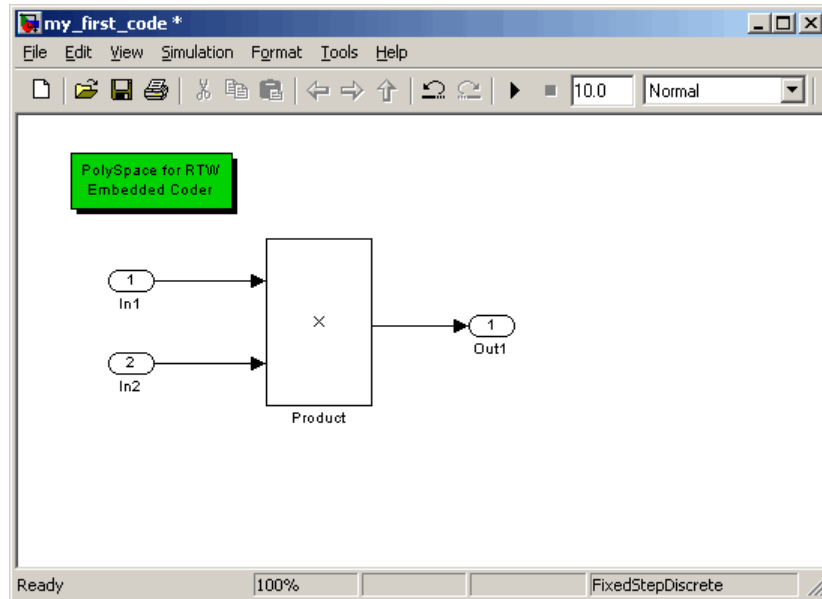 my_first_code *
File Edit View Simulation Format Tools Help
10.0 Normal
PolySpace for RTW
Embedded Coder
1
In1
2
In2
×
Product
1
Out1
Ready 100% FixedStepDiscrete